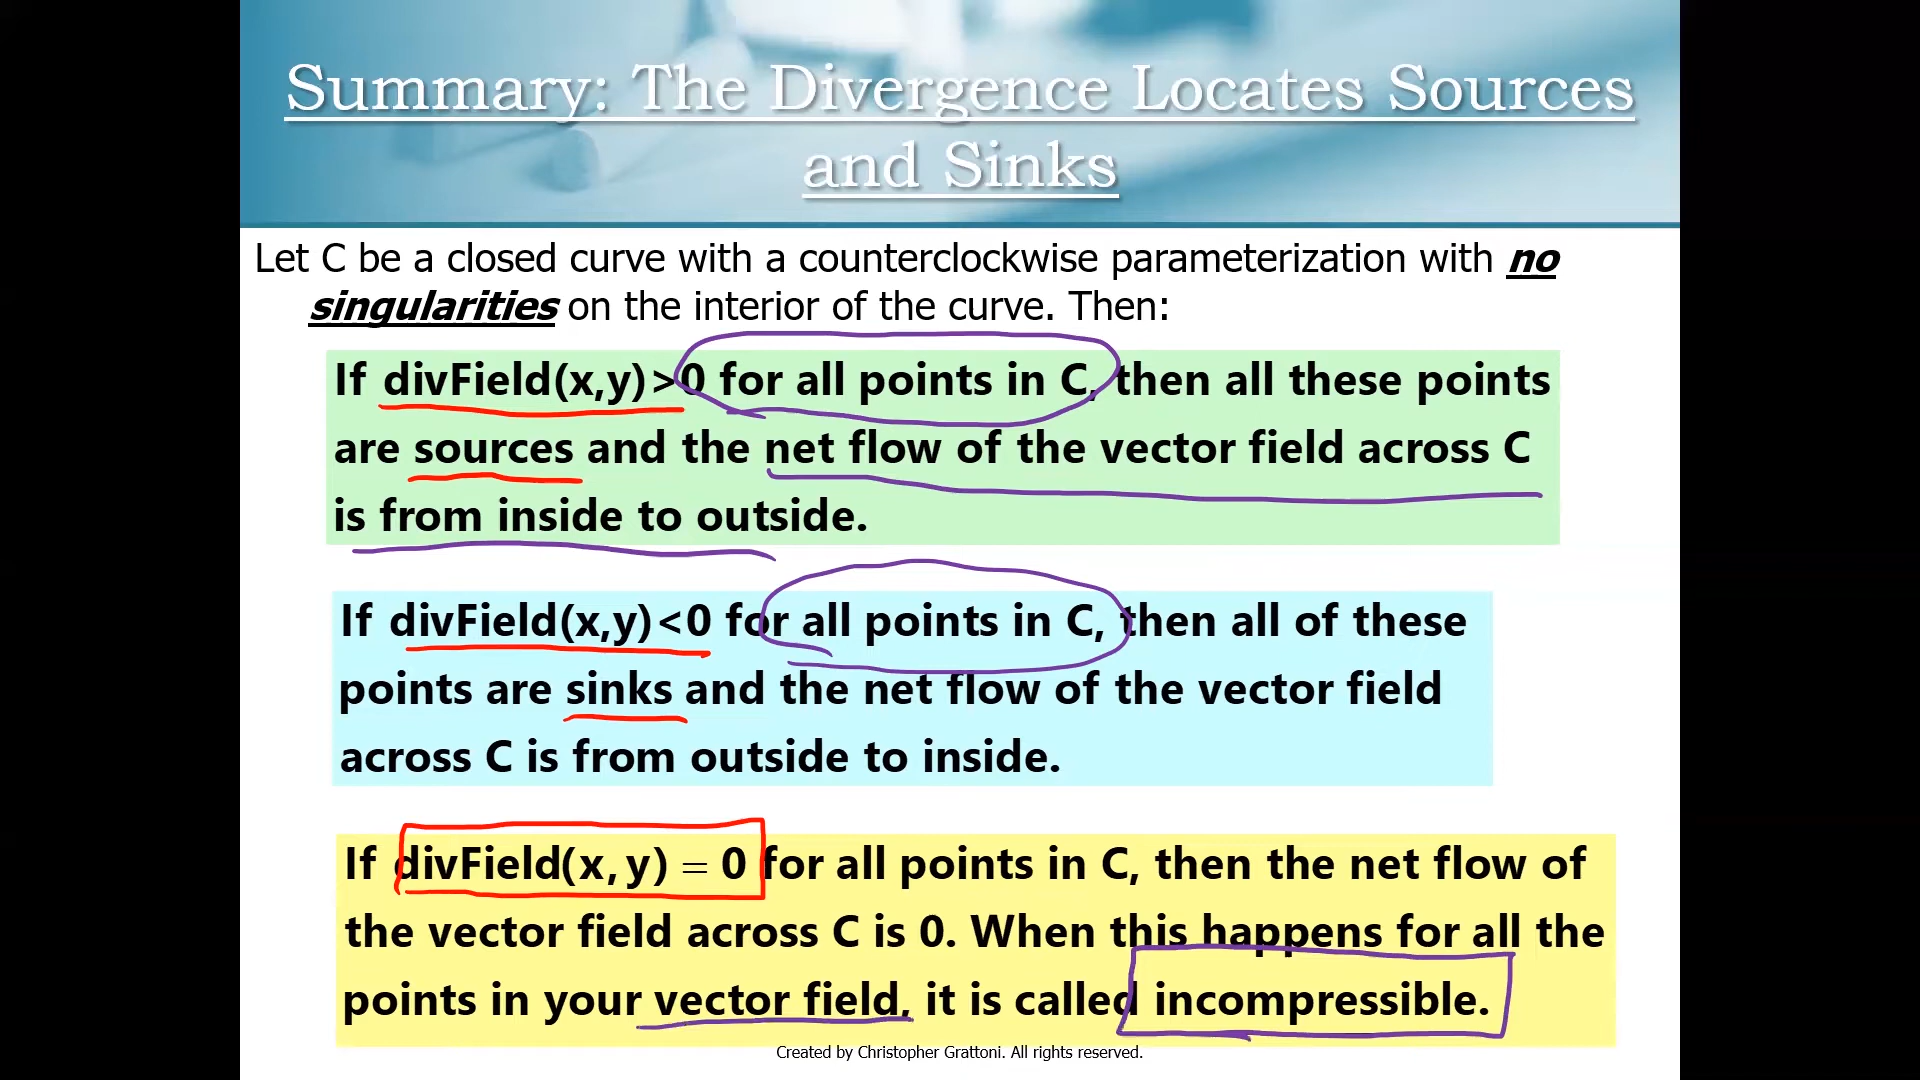 Summary: The Divergence Locates Sources
and Sinks
Let C be a closed curve with a counterclockwise parameterization with no
singularities on the interior of the curve. Then:
If divField(x,y)>0 for all points in C, then all these points
are sources and the net flow of the vector field across C
is from inside to outside.
If divField(x,y)<0 for all points in C, then all of these
points are sinks and the net flow of the vector field
across C is from outside to inside.
If divField(x,y) = 0 for all points in C, then the net flow of
the vector field across C is 0. When this happens for all the
points in your vector field, it is called incompressible.
Created by Christopher Grattoni. All rights reserved.